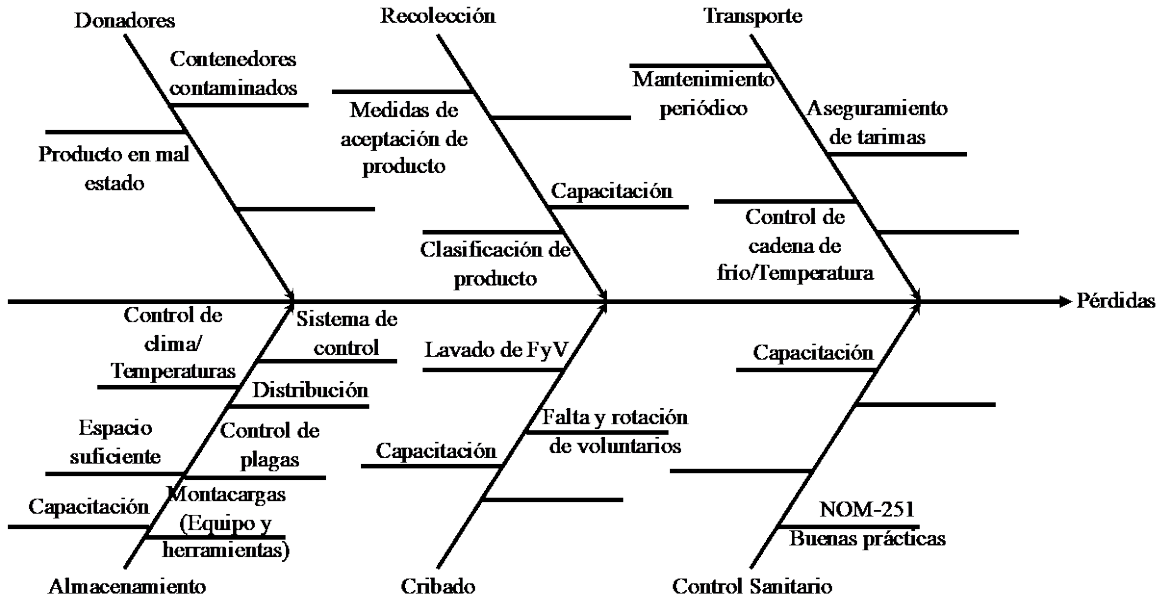 Donadores
Recolección
Transporte
Contenedores
contaminados
Producto en mal
estado
Medidas de
aceptación de
producto
Capacitación
Clasificación de
producto
Mantenimiento
periódico
Aseguramiento
de tarimas
Control de
cadena de
frío/Temperatura
Pérdidas
Control de
clima/
Temperaturas
Sistema de
control
Distribución
Espacio
suficiente
Control de
plagas
Capacitación
Montacargas
(Equipo y
herramientas)
Lavado de FyV
Falta y rotación
de voluntarios
Capacitación
Capacitación
NOM-251
Buenas prácticas
Almacenamiento
Cribado
Control Sanitario